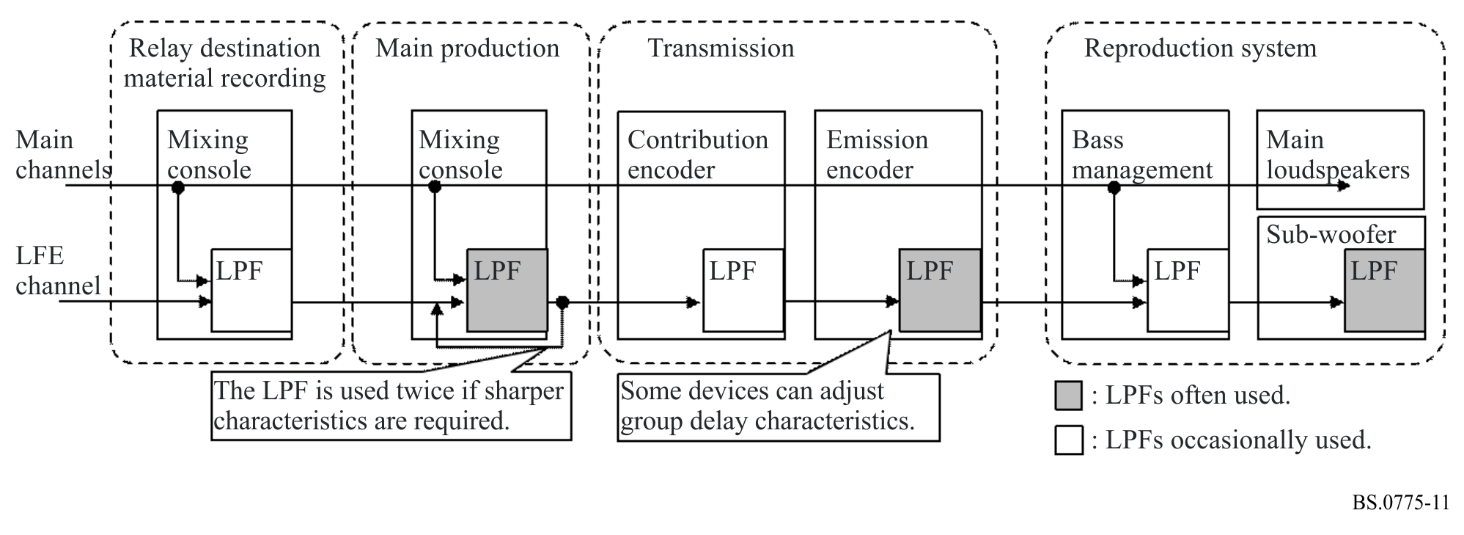 Relay destination
material recording
Main production
Transmission
Reproduction system
Main
channels
LFE
channel
Mixing
console
LPF
Mixing
console
LPF
Contribution
encoder
LPF
Emission
encoder
LPF
Bass
management
LPF
Main
loudspeakers
Sub-woofer
LPF
The LPF is used twice if sharper
characteristics are required.
Some devices can adjust
group delay characteristics.
: LPFs often used.
: LPFs occasionally used.
BS.0775-11